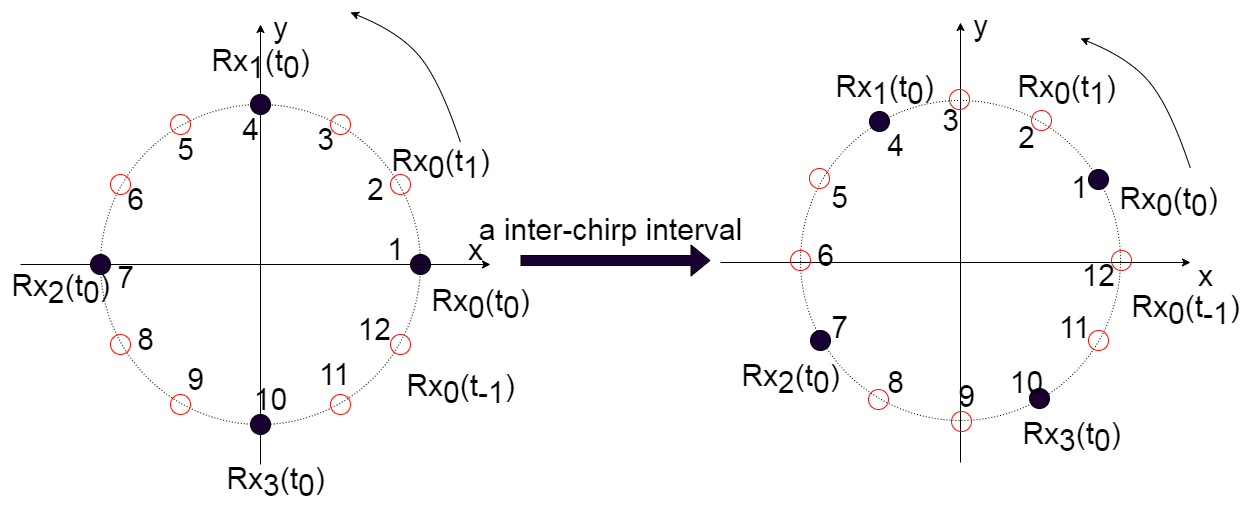 y
Rx1(t0)
4
5
3
Rx0(t1)
6
2
x
1
7
Rx2(t0)
Rx0(t0)
8
12
Rx0(t-1)
9
11
10
Rx3(t0)
a inter-chirp interval
y
Rx1(t0)
Rx0(t1)
3
2
4
5
1
Rx0(t0)
6
x
12
Rx0(t-1)
7
11
Rx2(t0)
8
10
9
Rx3(t0)